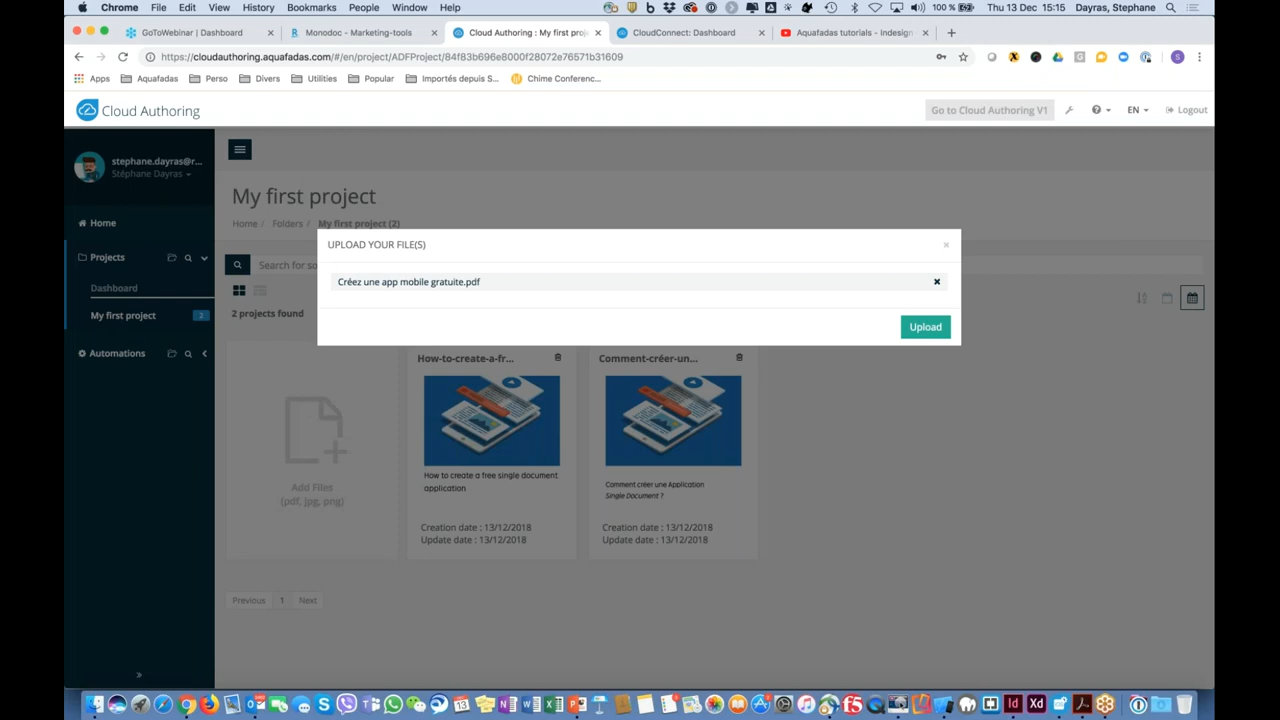 Chrome File Edit View History Bookmarks People Window Help 100 % Thu 13 Dec 15:15 Dayras, Stephane
GoToWebinar | Dashboard Monodoc - Marketing-tools Cloud Authoring : My first proj CloudConnect: Dashboard Aquafadas tutorials - indesign
https://cloudauthoring.aquafadas.com/#/en/project/ADFProject/84f83b696e8000f28072e76571b31609
Apps Aquafadas Perso Divers Utilities Popular Importés depuis S... Chime Conferenc...
Cloud Authoring Go to Cloud Authoring V1 EN Logout
stephane.dayras@r...
Stéphane Dayras
Home
Projects
Dashboard
My first project 2
Automations
My first project
Home / Folders / My first project (2)
Search for so
2 projects found
UPLOAD YOUR FILE(S) ×
Créez une app mobile gratuite.pdf
Upload
Add Files
(pdf, jpg, png)
How-to-create-a-fr...
How to create a free single document
application
Creation date : 13/12/2018
Update date : 13/12/2018
Comment-créer-un...
Comment créer une Application
Single Document ?
Creation date : 13/12/2018
Update date : 13/12/2018
Previous 1 Next